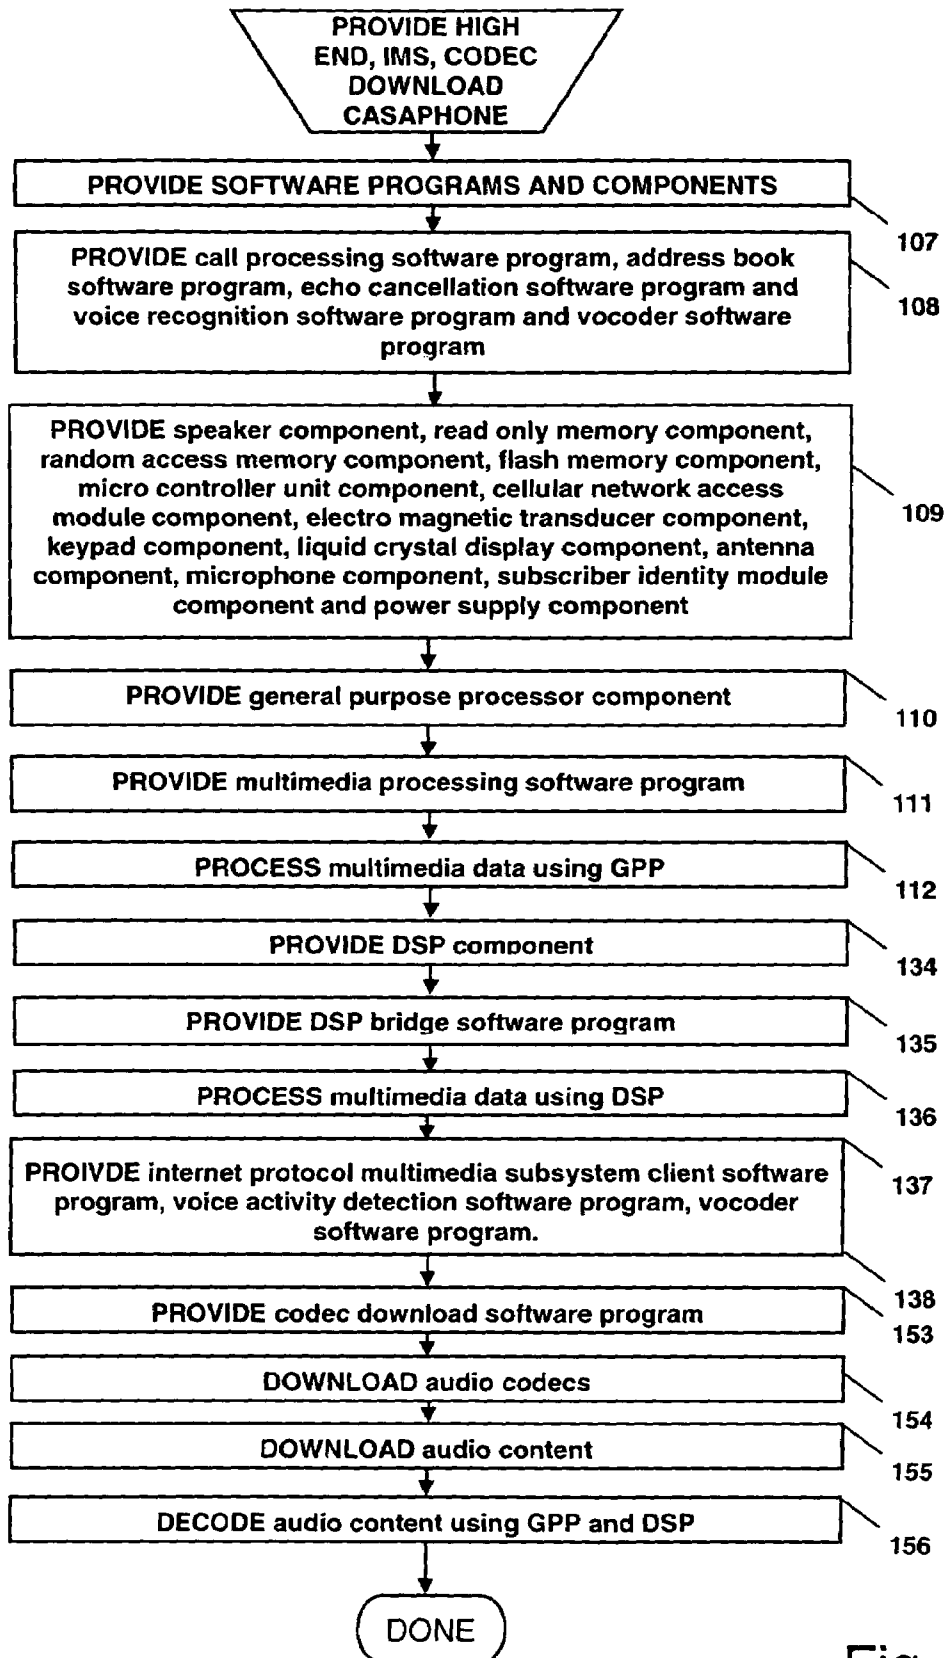 PROVIDE HIGH
END, IMS, CODEC
DOWNLOAD
CASAPHONE
PROVIDE SOFTWARE PROGRAMS AND COMPONENTS
107
PROVIDE call processing software program, address book
software program, echo cancellation software program and
voice recognition software program and vocoder software
program
108
PROVIDE speaker component, read only memory component,
random access memory component, flash memory component,
micro controller unit component, cellular network access
module component, electro magnetic transducer component,
keypad component, liquid crystal display component, antenna
component, microphone component, subscriber identity module
component and power supply component
109
PROVIDE general purpose processor component
110
PROVIDE multimedia processing software program
111
PROCESS multimedia data using GPP
112
PROVIDE DSP component
134
PROVIDE DSP bridge software program
135
PROCESS multimedia data using DSP
136
PROIVDE internet protocol multimedia subsystem client software
program, voice activity detection software program, vocoder
software program.
137
138
PROVIDE codec download software program
153
DOWNLOAD audio codecs
154
DOWNLOAD audio content
155
DECODE audio content using GPP and DSP
156
DONE